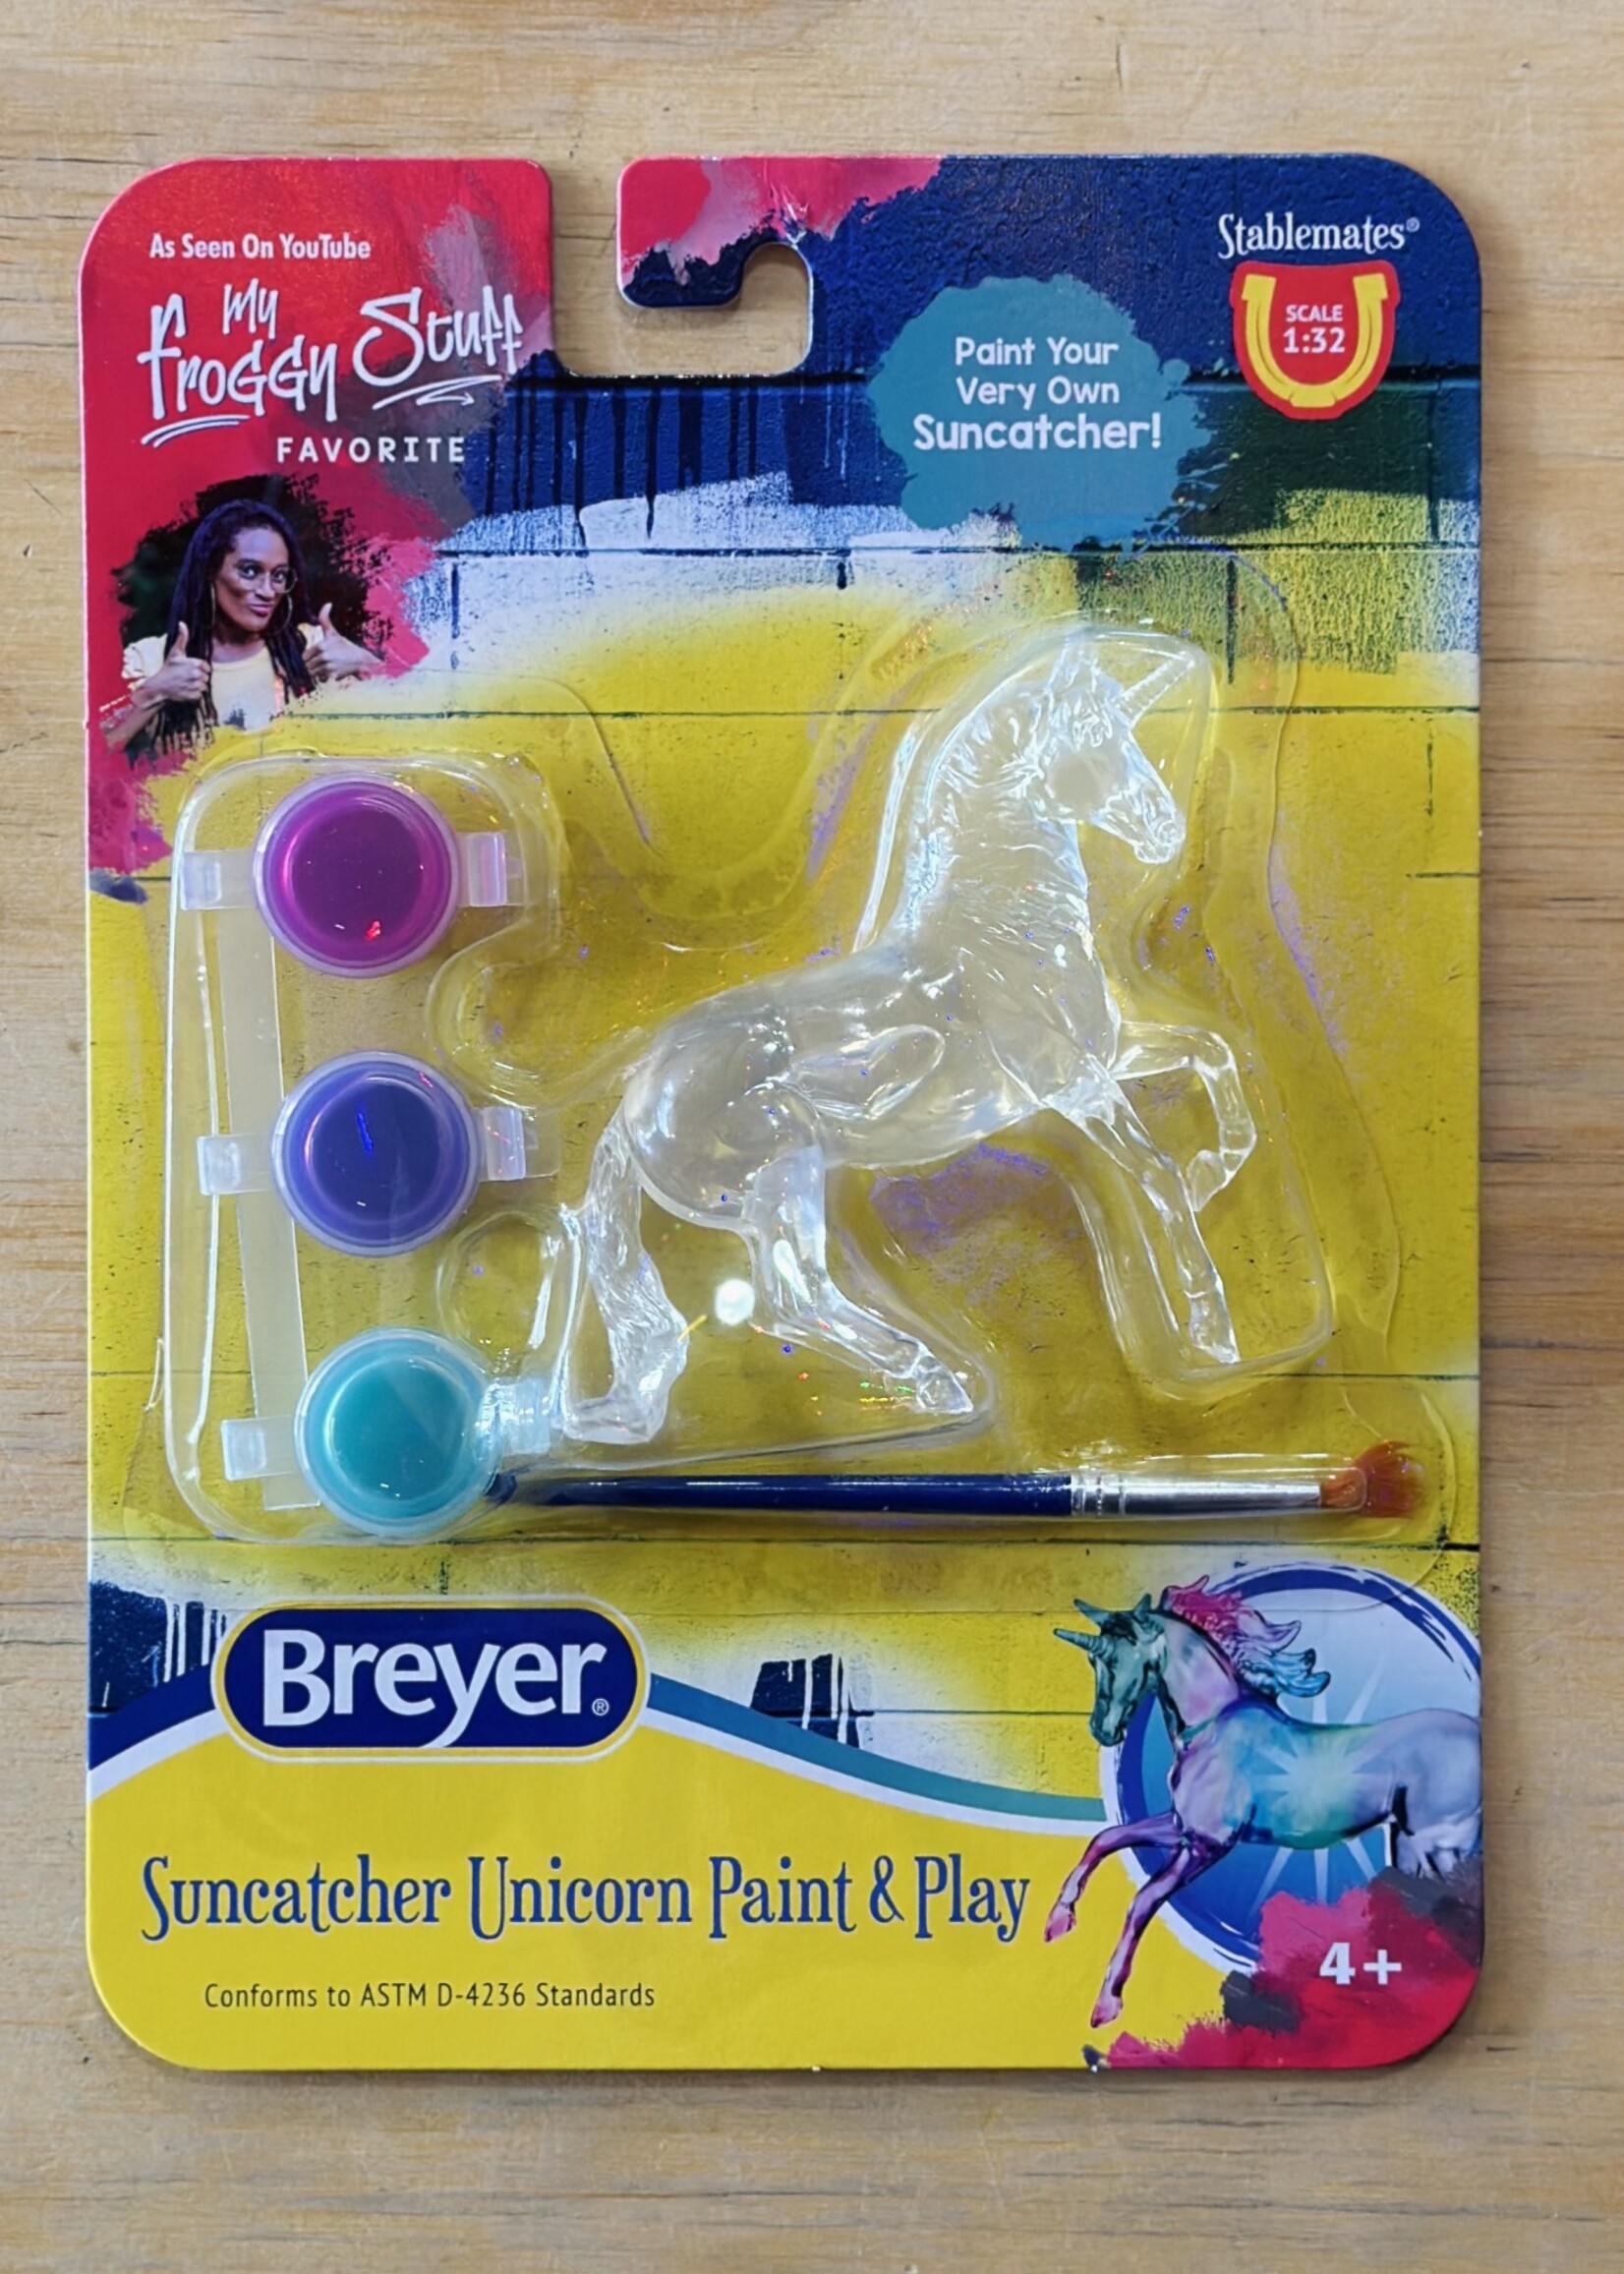 As Seen On YouTube
My
Froggy Stuff
FAVORITE
Paint Your
Very Own
Suncatcher!
Stablemates®
SCALE
1:32
Breyer®
Suncatcher Unicorn Paint & Play
Conforms to ASTM D-4236 Standards
4+